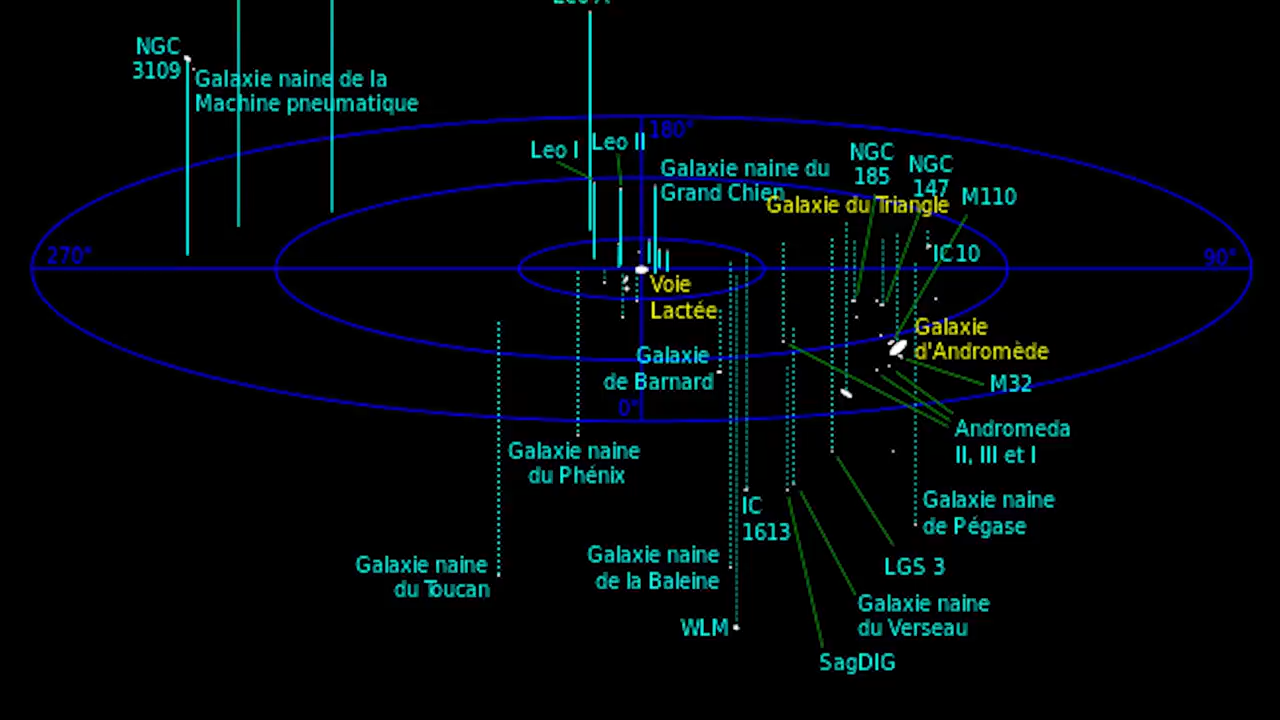 Leo A
NGC
3109
Galaxie naine de la
Machine pneumatique
180°
Leo I
Leo II
Galaxie naine du
Grand Chien
NGC
185
NGC
147
M110
Galaxie du Triangle
IC10
270°
90°
Voie
Lactée
Galaxie
d'Andromède
Galaxie
de Barnard
M32
0°
Andromeda
II, III et I
Galaxie naine
du Phénix
IC
1613
Galaxie naine
de Pégase
Galaxie naine
du Toucan
Galaxie naine
de la Baleine
LGS 3
Galaxie naine
du Verseau
WLM
SagDIG